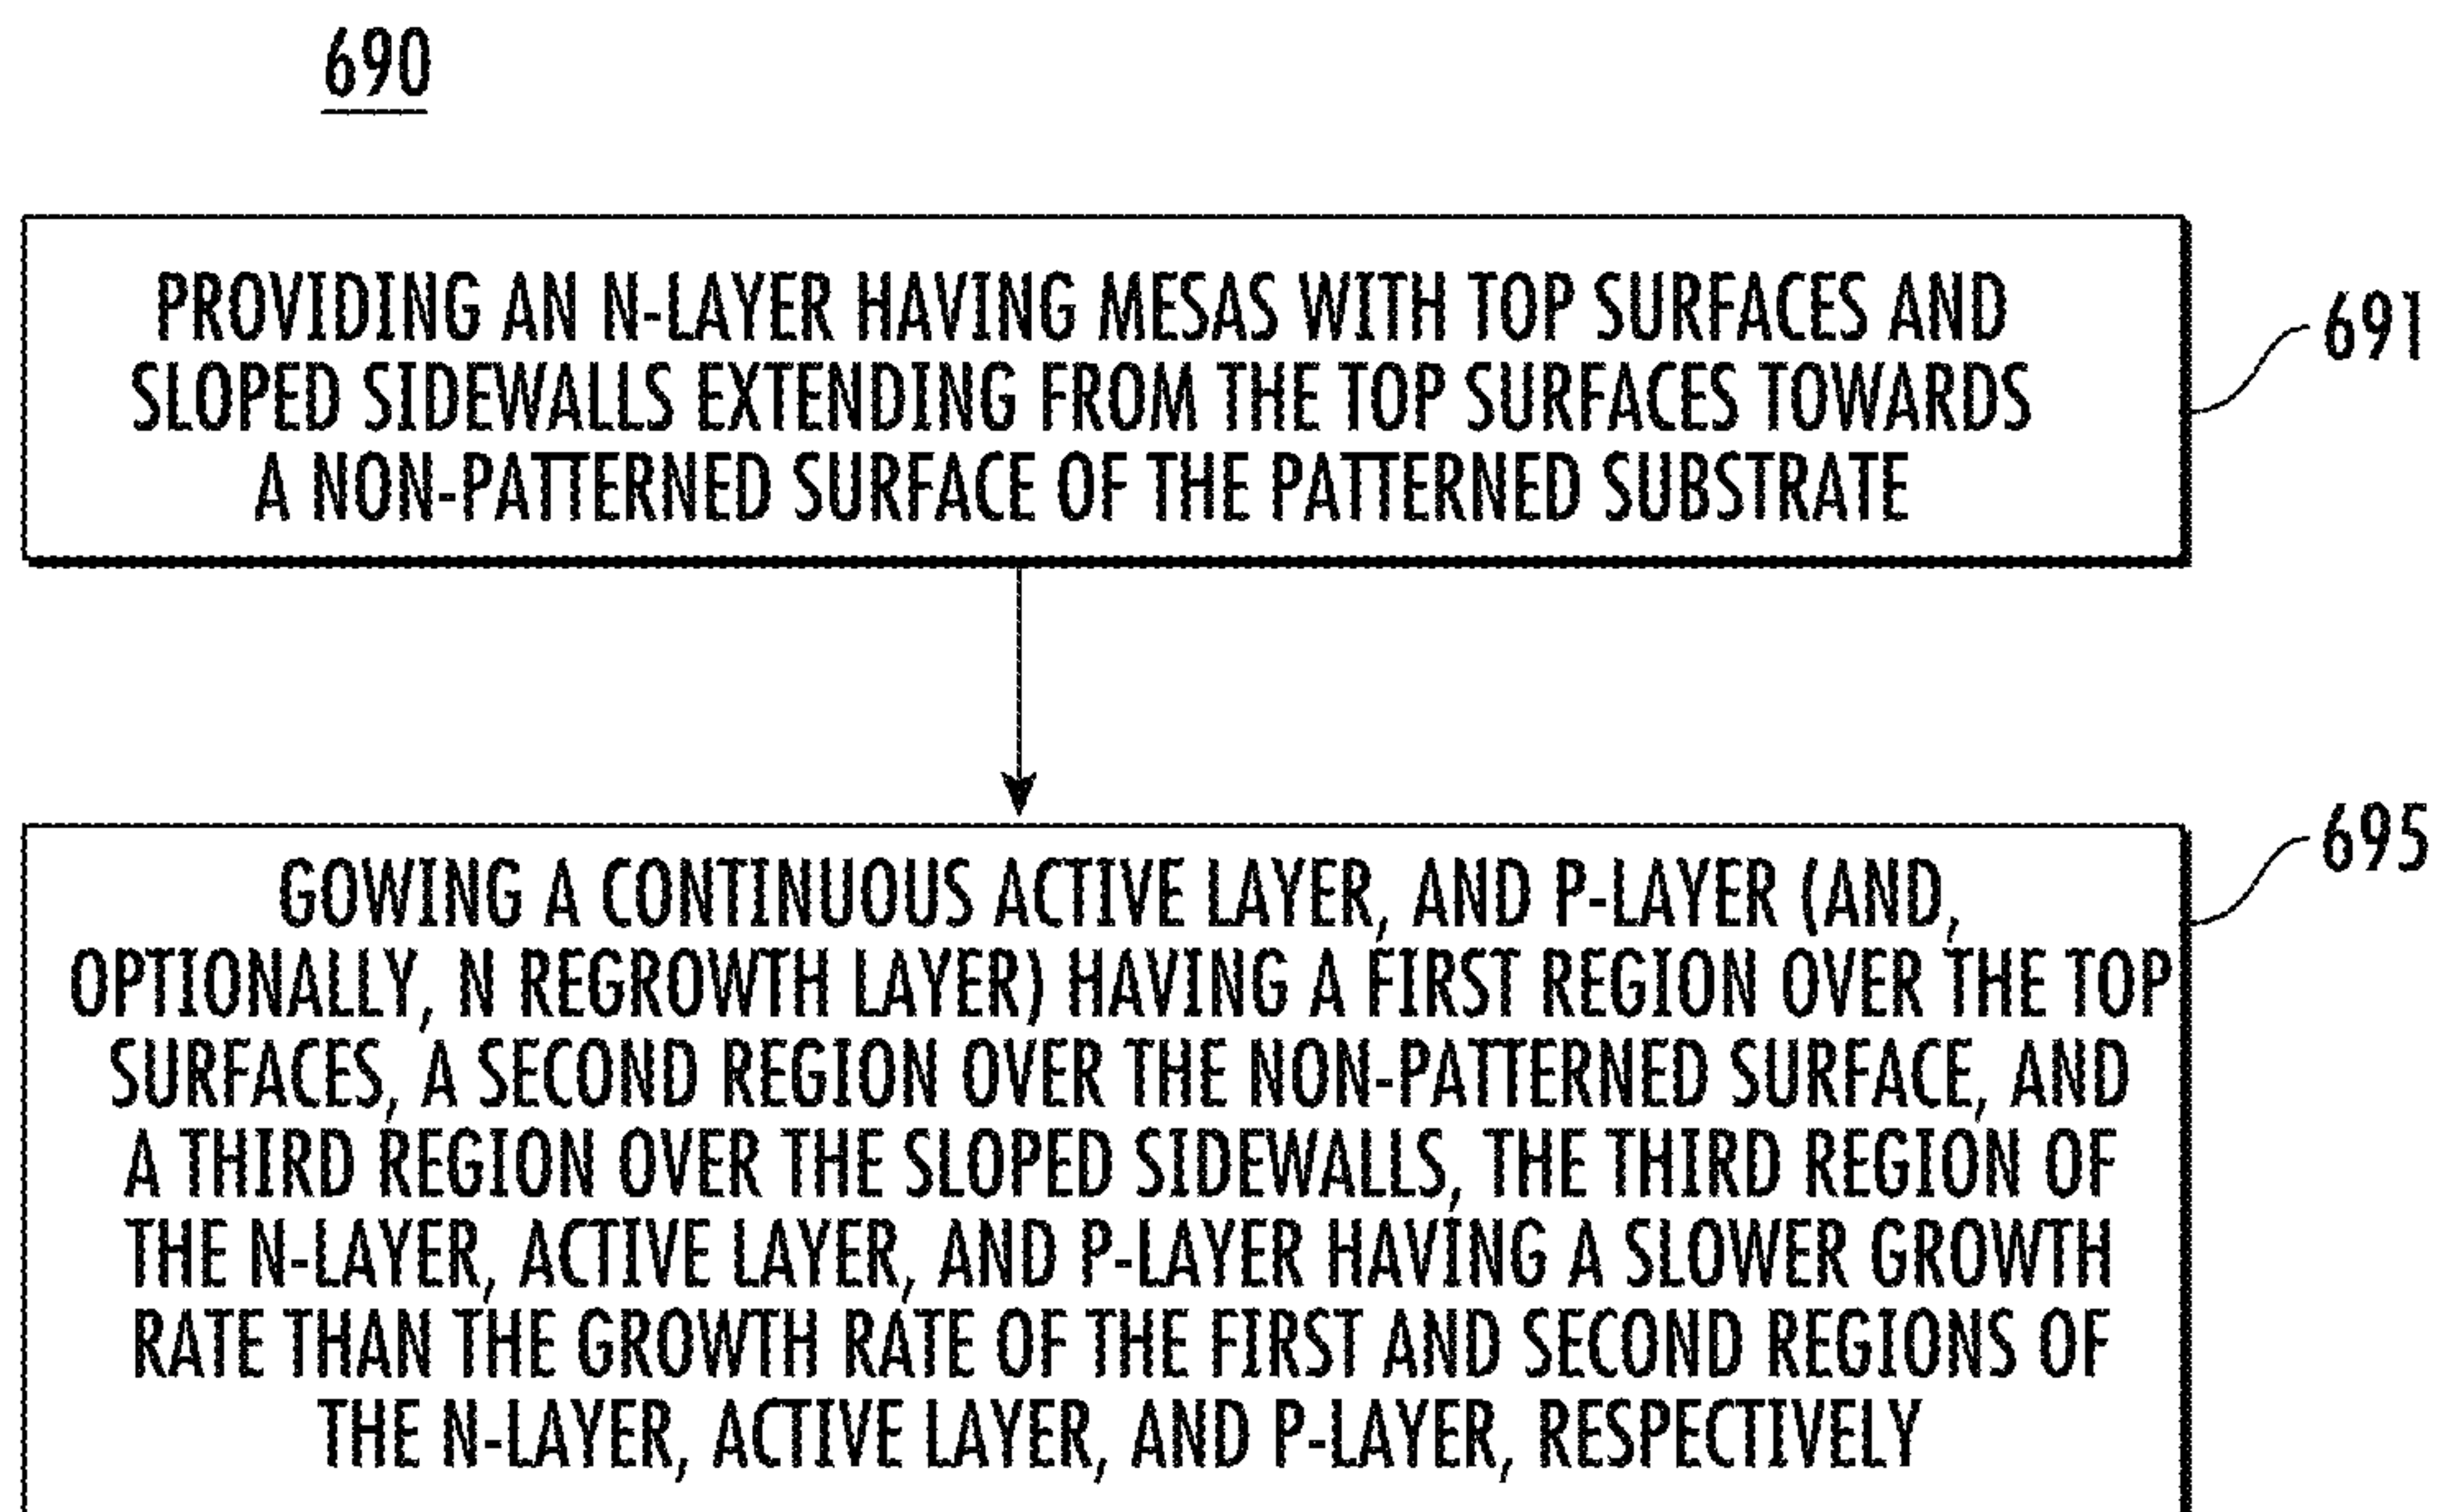 690
PROVIDING AN N-LAYER HAVING MESAS WITH TOP SURFACES AND
SLOPED SIDEWALLS EXTENDING FROM THE TOP SURFACES TOWARDS
A NON-PATTERNED SURFACE OF THE PATTERNED SUBSTRATE
691
GOWING A CONTINUOUS ACTIVE LAYER, AND P-LAYER (AND,
OPTIONALLY, N REGROWTH LAYER) HAVING A FIRST REGION OVER THE TOP
SURFACES, A SECOND REGION OVER THE NON-PATTERNED SURFACE, AND
A THIRD REGION OVER THE SLOPED SIDEWALLS, THE THIRD REGION OF
THE N-LAYER, ACTIVE LAYER, AND P-LAYER HAVING A SLOWER GROWTH
RATE THAN THE GROWTH RATE OF THE FIRST AND SECOND REGIONS OF
THE N-LAYER, ACTIVE LAYER, AND P-LAYER, RESPECTIVELY
695